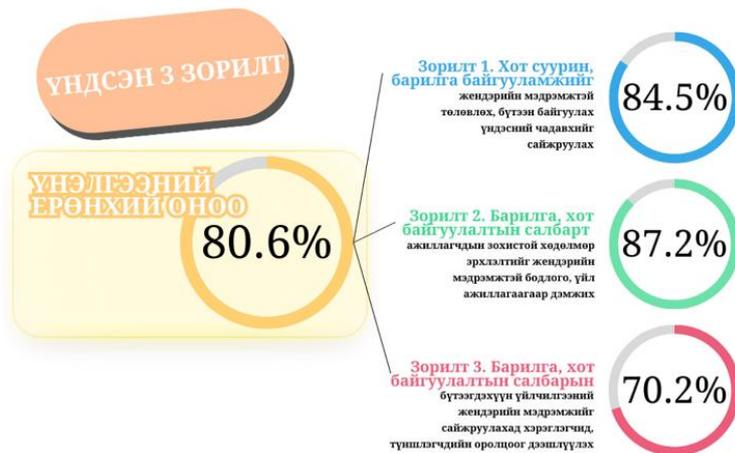 ҮНДСЭН 3 ЗОРИЛТ
ҮНЭЛГЭЭНИЙ
ЕРӨНХИЙ ОНОО
80.6%
Зорилт 1. Хот суурин,
барилга байгууламжийг
жендэрийн мэдрэмжтэй
төлөвлөх, бүтээн байгуулах
үндэсний чадавхийг
сайжруулах
84.5%
Зорилт 2. Барилга, хот
байгуулалтын салбарт
ажиллагчдын зохистой хөдөлмөр
эрхлэлтийг жендэрийн
мэдрэмжтэй бодлого, үйл
ажиллагаагаар дэмжих
87.2%
Зорилт 3. Барилга, хот
байгуулалтын салбарын
бүтээгдэхүүн үйлчилгээний
жендэрийн мэдрэмжийг
сайжруулахад хэрэглэгчид,
түншлэгчдийн оролцоог дээшлүүлэх
70.2%